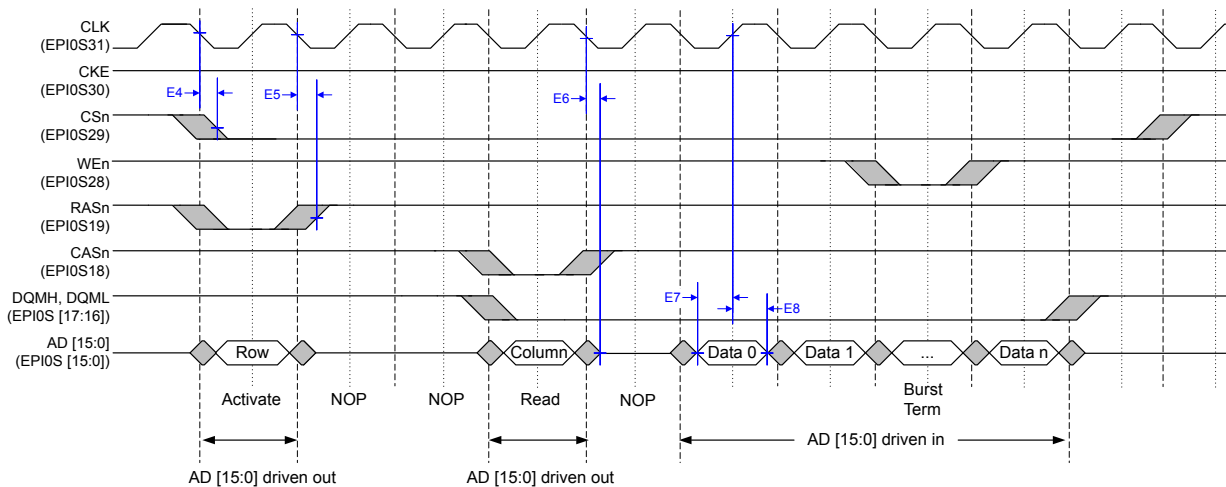 CLK
(EPI0S31)
CKE
(EPI0S30)
E4
E5
E6
CSn
(EPI0S29)
WEn
(EPI0S28)
RASn
(EPI0S19)
CASn
(EPI0S18)
DQMH, DQML
(EPI0S [17:16])
E7
E8
AD [15:0]
(EPI0S [15:0])
Row
Column
Data 0
Data 1
...
Data n
Activate
NOP
NOP
Read
NOP
Burst
Term
AD [15:0] driven in
AD [15:0] driven out
AD [15:0] driven out